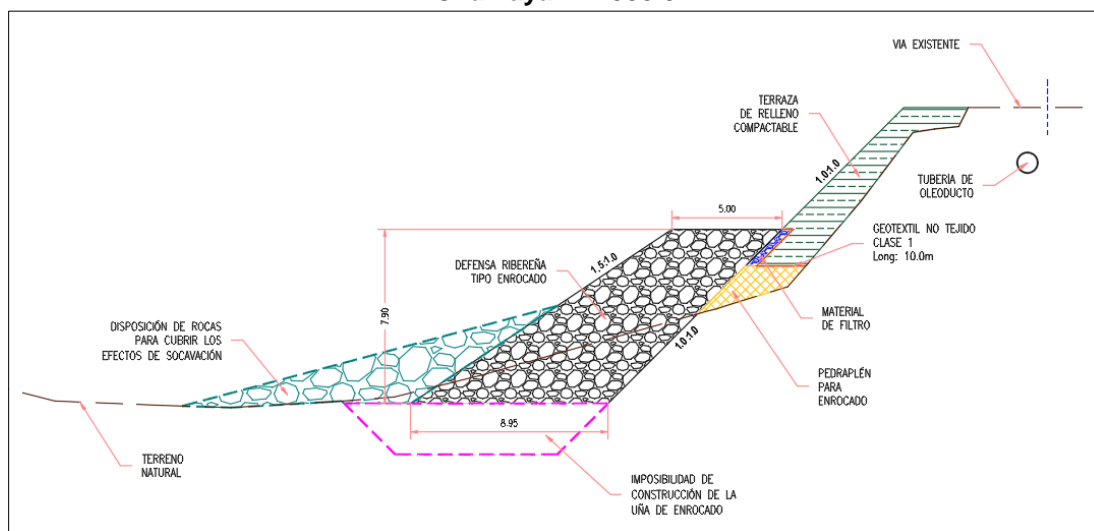 VIA EXISTENTE
TERRAZA
DE RELLENO
COMPACTABLE
1.0:1.0
TUBERÍA DE
OLEODUCTO
5.00
GEOTEXTIL NO TEJIDO
CLASE 1
Long: 10.0m
DEFENSA RIBEREÑA
TIPO ENROCADO
1.5:1.0
7.90
MATERIAL
DE FILTRO
DISPOSICIÓN DE ROCAS
PARA CUBRIR LOS
EFECTOS DE SOCAVACIÓN
1.0:1.0
PEDRAPLÉN
PARA
ENROCADO
8.95
TERRENO
NATURAL
IMPOSIBILIDAD DE
CONSTRUCCIÓN DE LA
UÑA DE ENROCADO